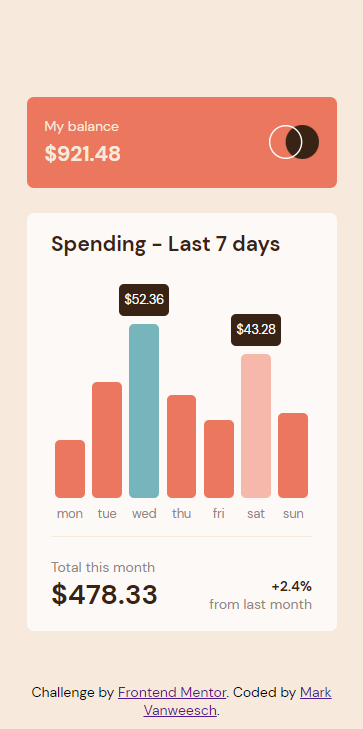 My balance
$921.48
Spending - Last 7 days
$52.36
$43.28
mon tue wed thu fri sat sun
Total this month
$478.33
+2.4%
from last month
Challenge by Frontend Mentor. Coded by Mark
Vanweesch.